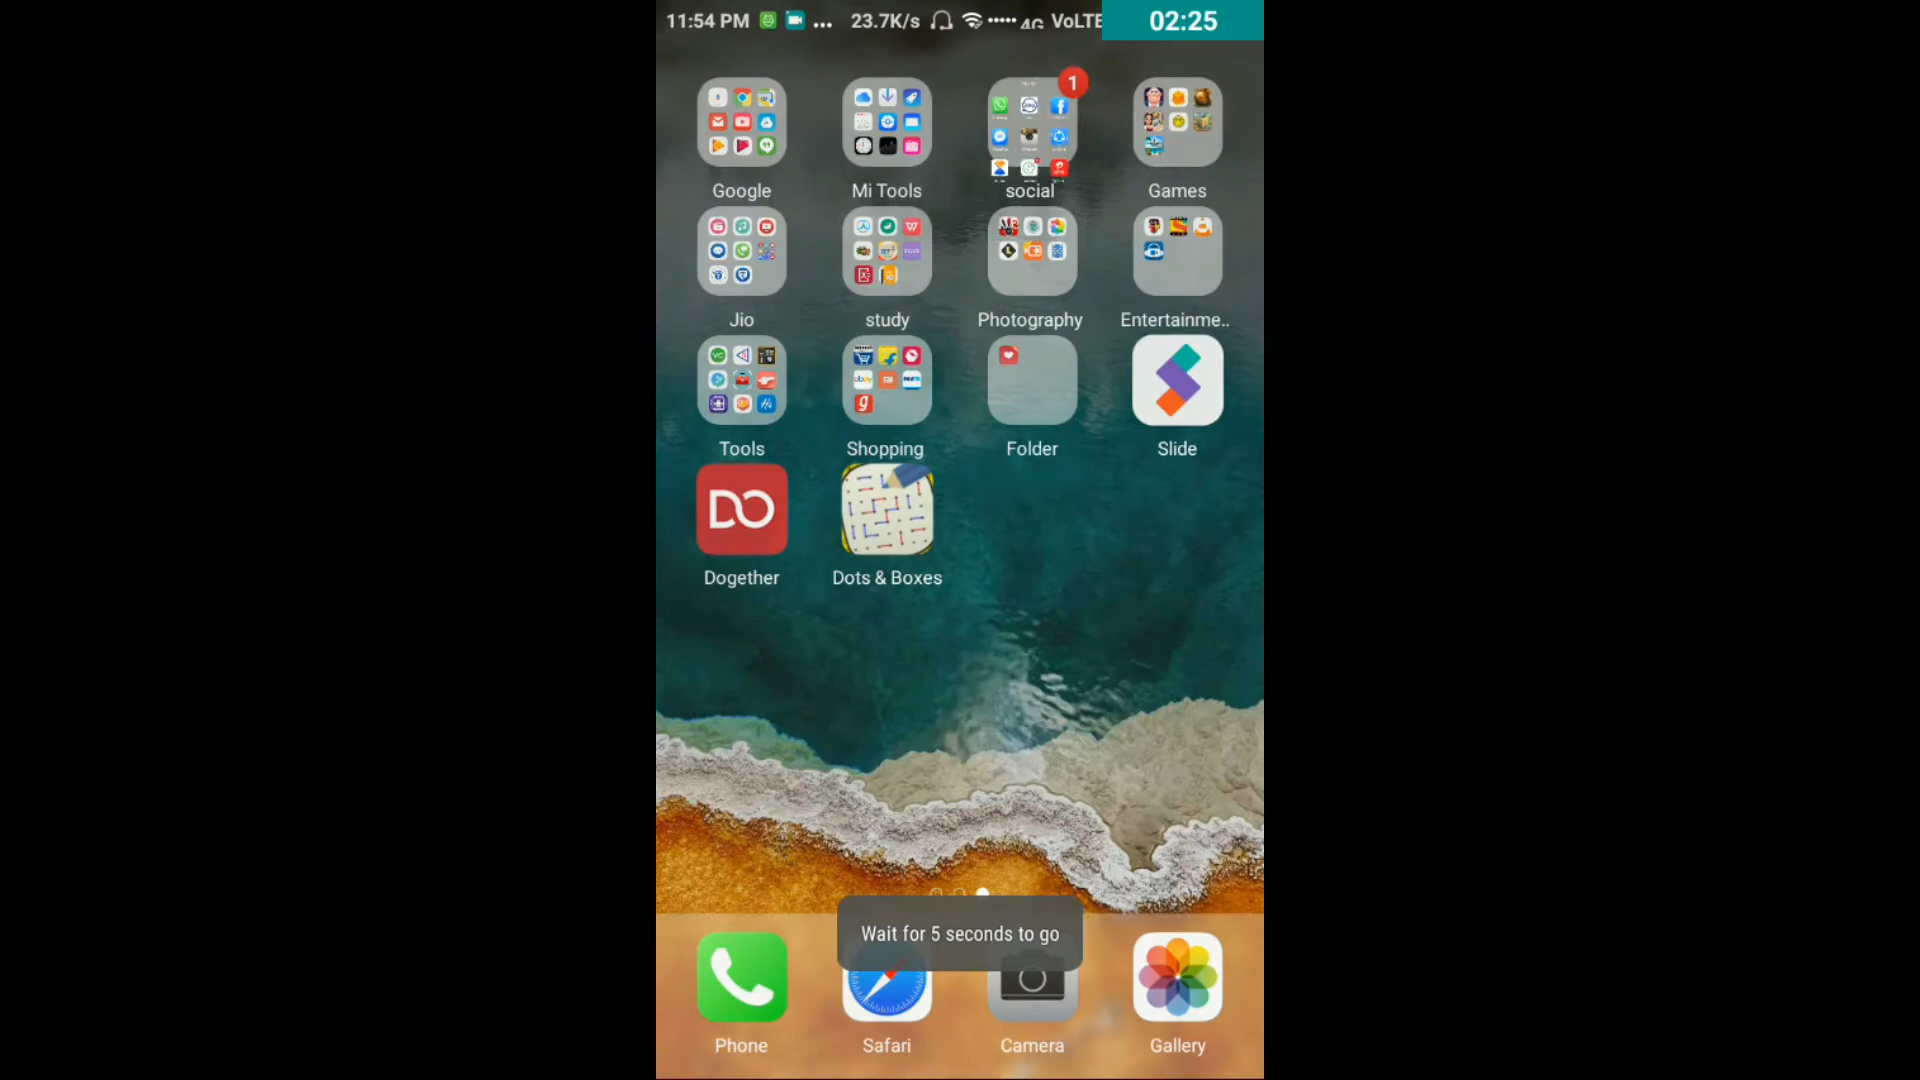 11:54 PM ... 23.7K/s 4G VoLTE 02:25
1
Google Mi Tools social Games
Jio study Photography Entertainme..
Tools Shopping Folder Slide
DO
Dogether Dots & Boxes
Wait for 5 seconds to go
Phone Safari Camera Gallery